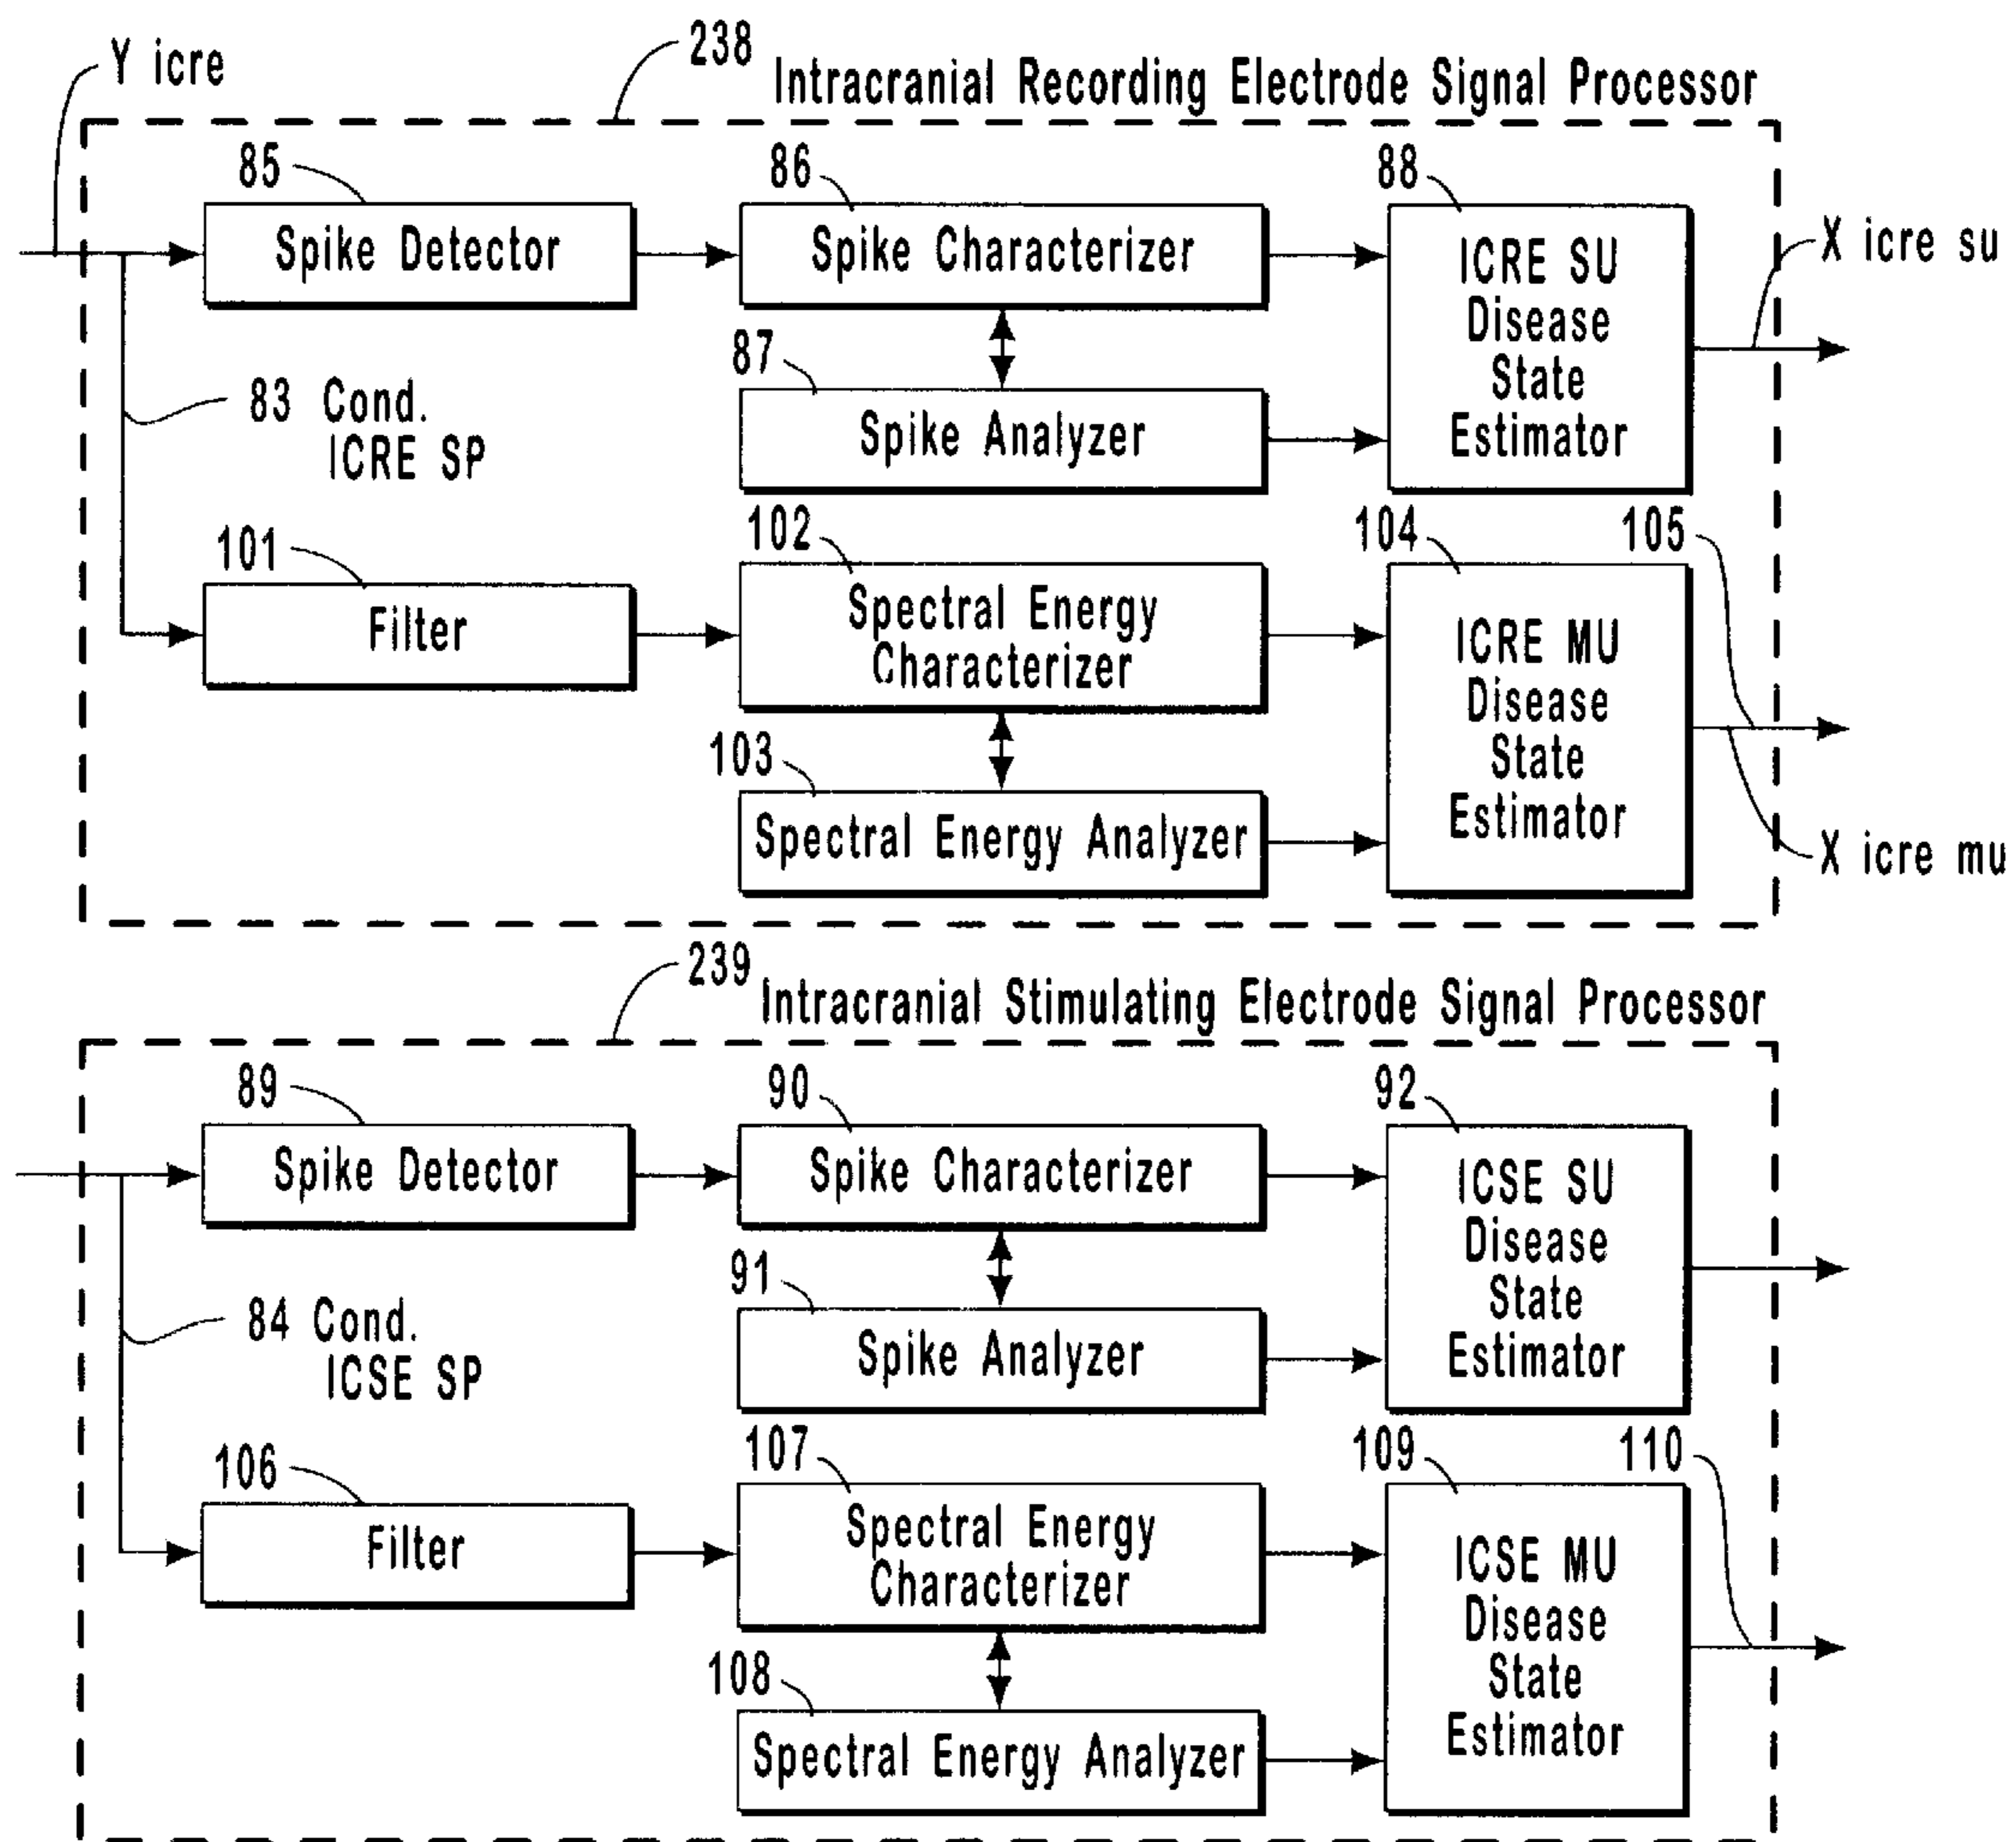 Y icre
238
Intracranial Recording Electrode Signal Processor
85
Spike Detector
86
Spike Characterizer
88
ICRE SU
Disease
State
Estimator
X icre su
87
Spike Analyzer
83 Cond.
ICRE SP
101
Filter
102
Spectral Energy
Characterizer
104
ICRE MU
Disease
State
Estimator
105
103
Spectral Energy Analyzer
X icre mu
239
Intracranial Stimulating Electrode Signal Processor
89
Spike Detector
90
Spike Characterizer
92
ICSE SU
Disease
State
Estimator
91
Spike Analyzer
84 Cond.
ICSE SP
106
Filter
107
Spectral Energy
Characterizer
109
ICSE MU
Disease
State
Estimator
110
108
Spectral Energy Analyzer